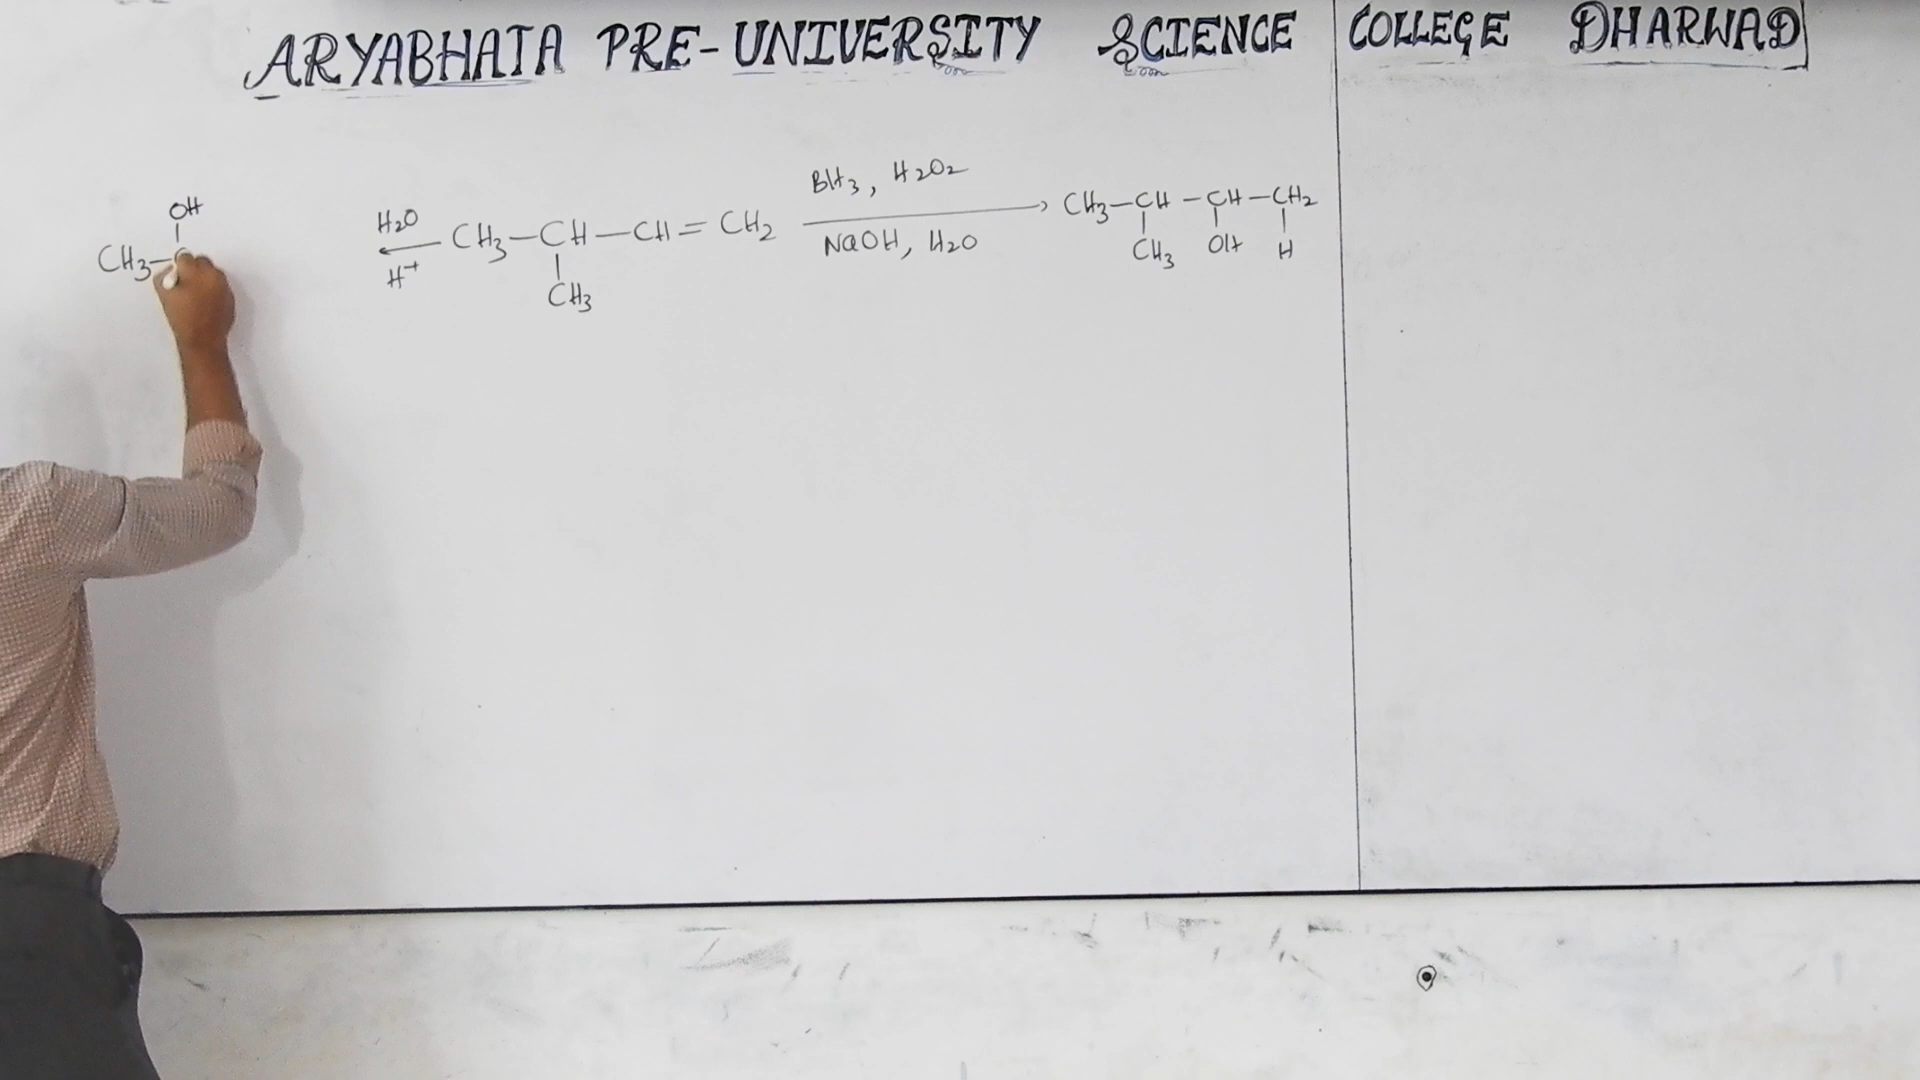 ARYABHATA PRE-UNIVERSITY SCIENCE COLLEGE DHARWAD
OH
CH3-
H2O
H+
CH3-CH-CH=CH2
CH3
BH3, H2O2
NaOH, H2O
CH3-CH-CH-CH2
CH3 OH H